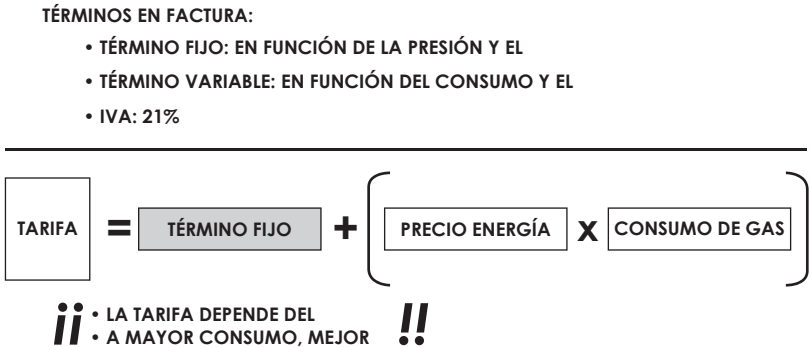 TÉRMINOS EN FACTURA:
• TÉRMINO FIJO: EN FUNCIÓN DE LA PRESIÓN Y EL
• TÉRMINO VARIABLE: EN FUNCIÓN DEL CONSUMO Y EL
• IVA: 21%
TARIFA = TÉRMINO FIJO + ( PRECIO ENERGÍA x CONSUMO DE GAS )
¡¡ • LA TARIFA DEPENDE DEL
• A MAYOR CONSUMO, MEJOR !!